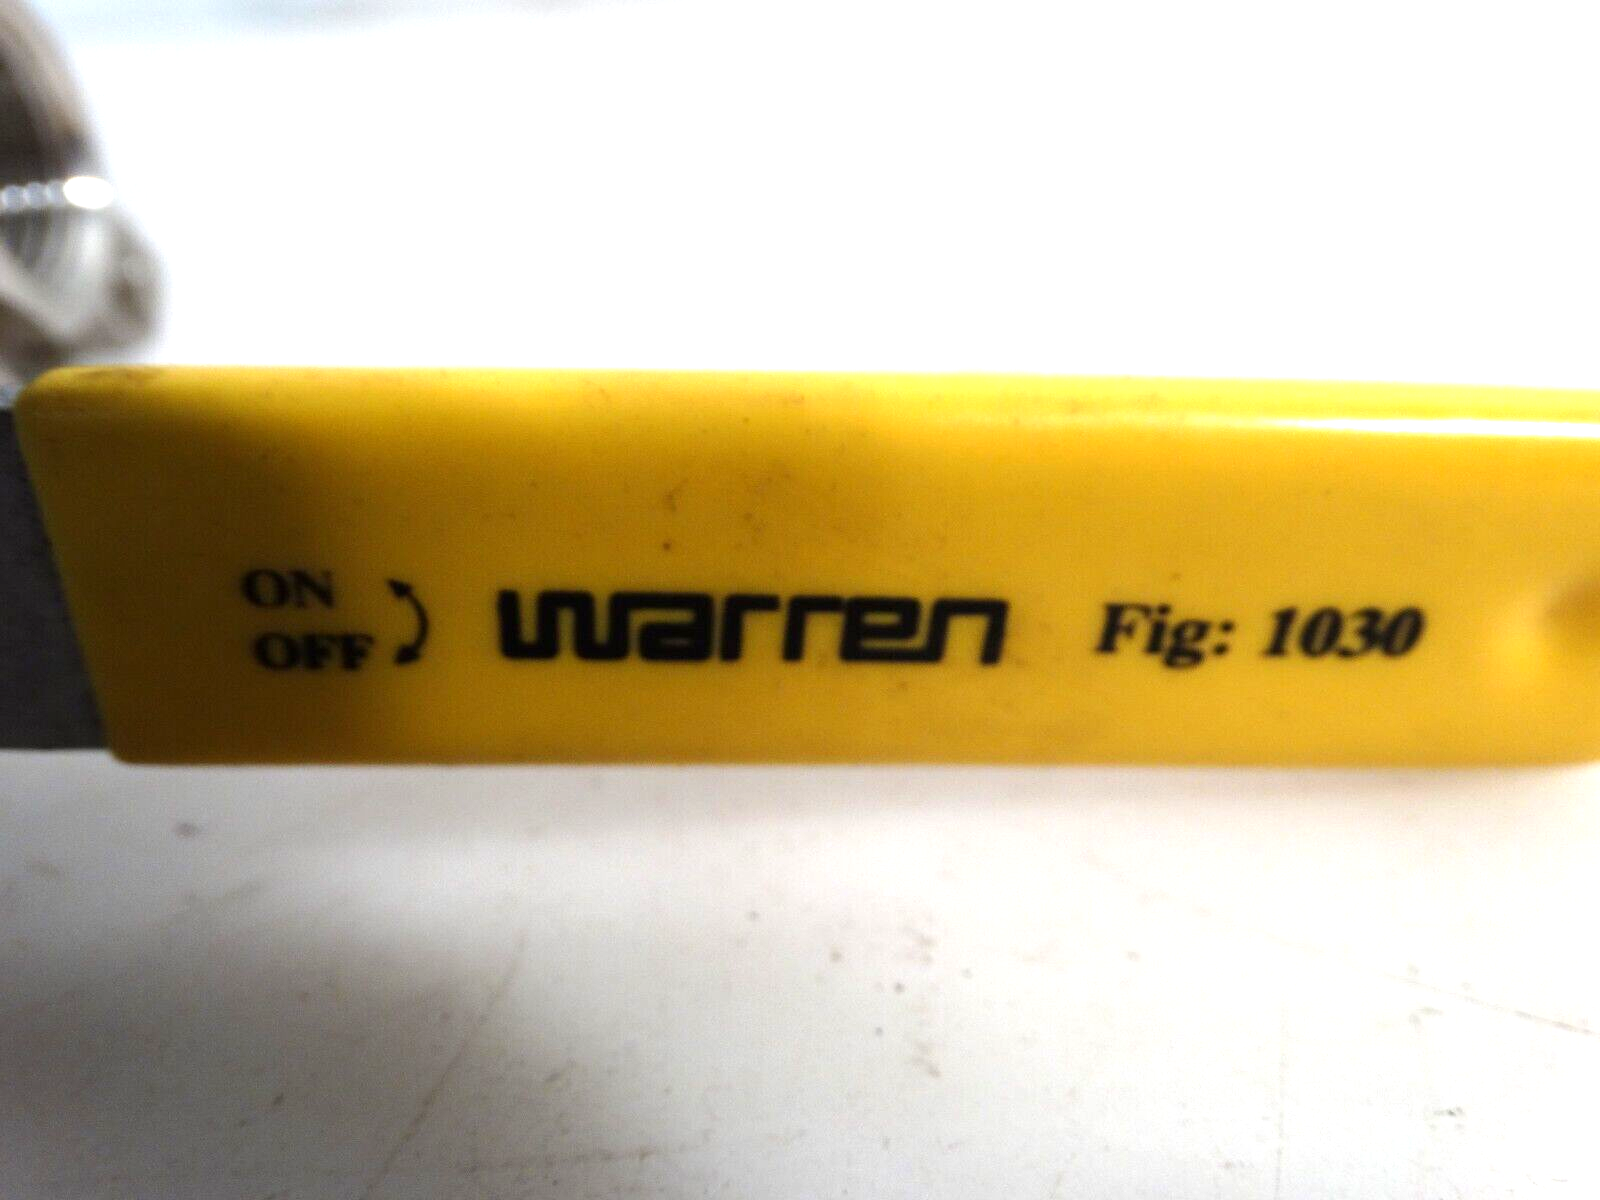 ON
OFF
warren
Fig: 1030